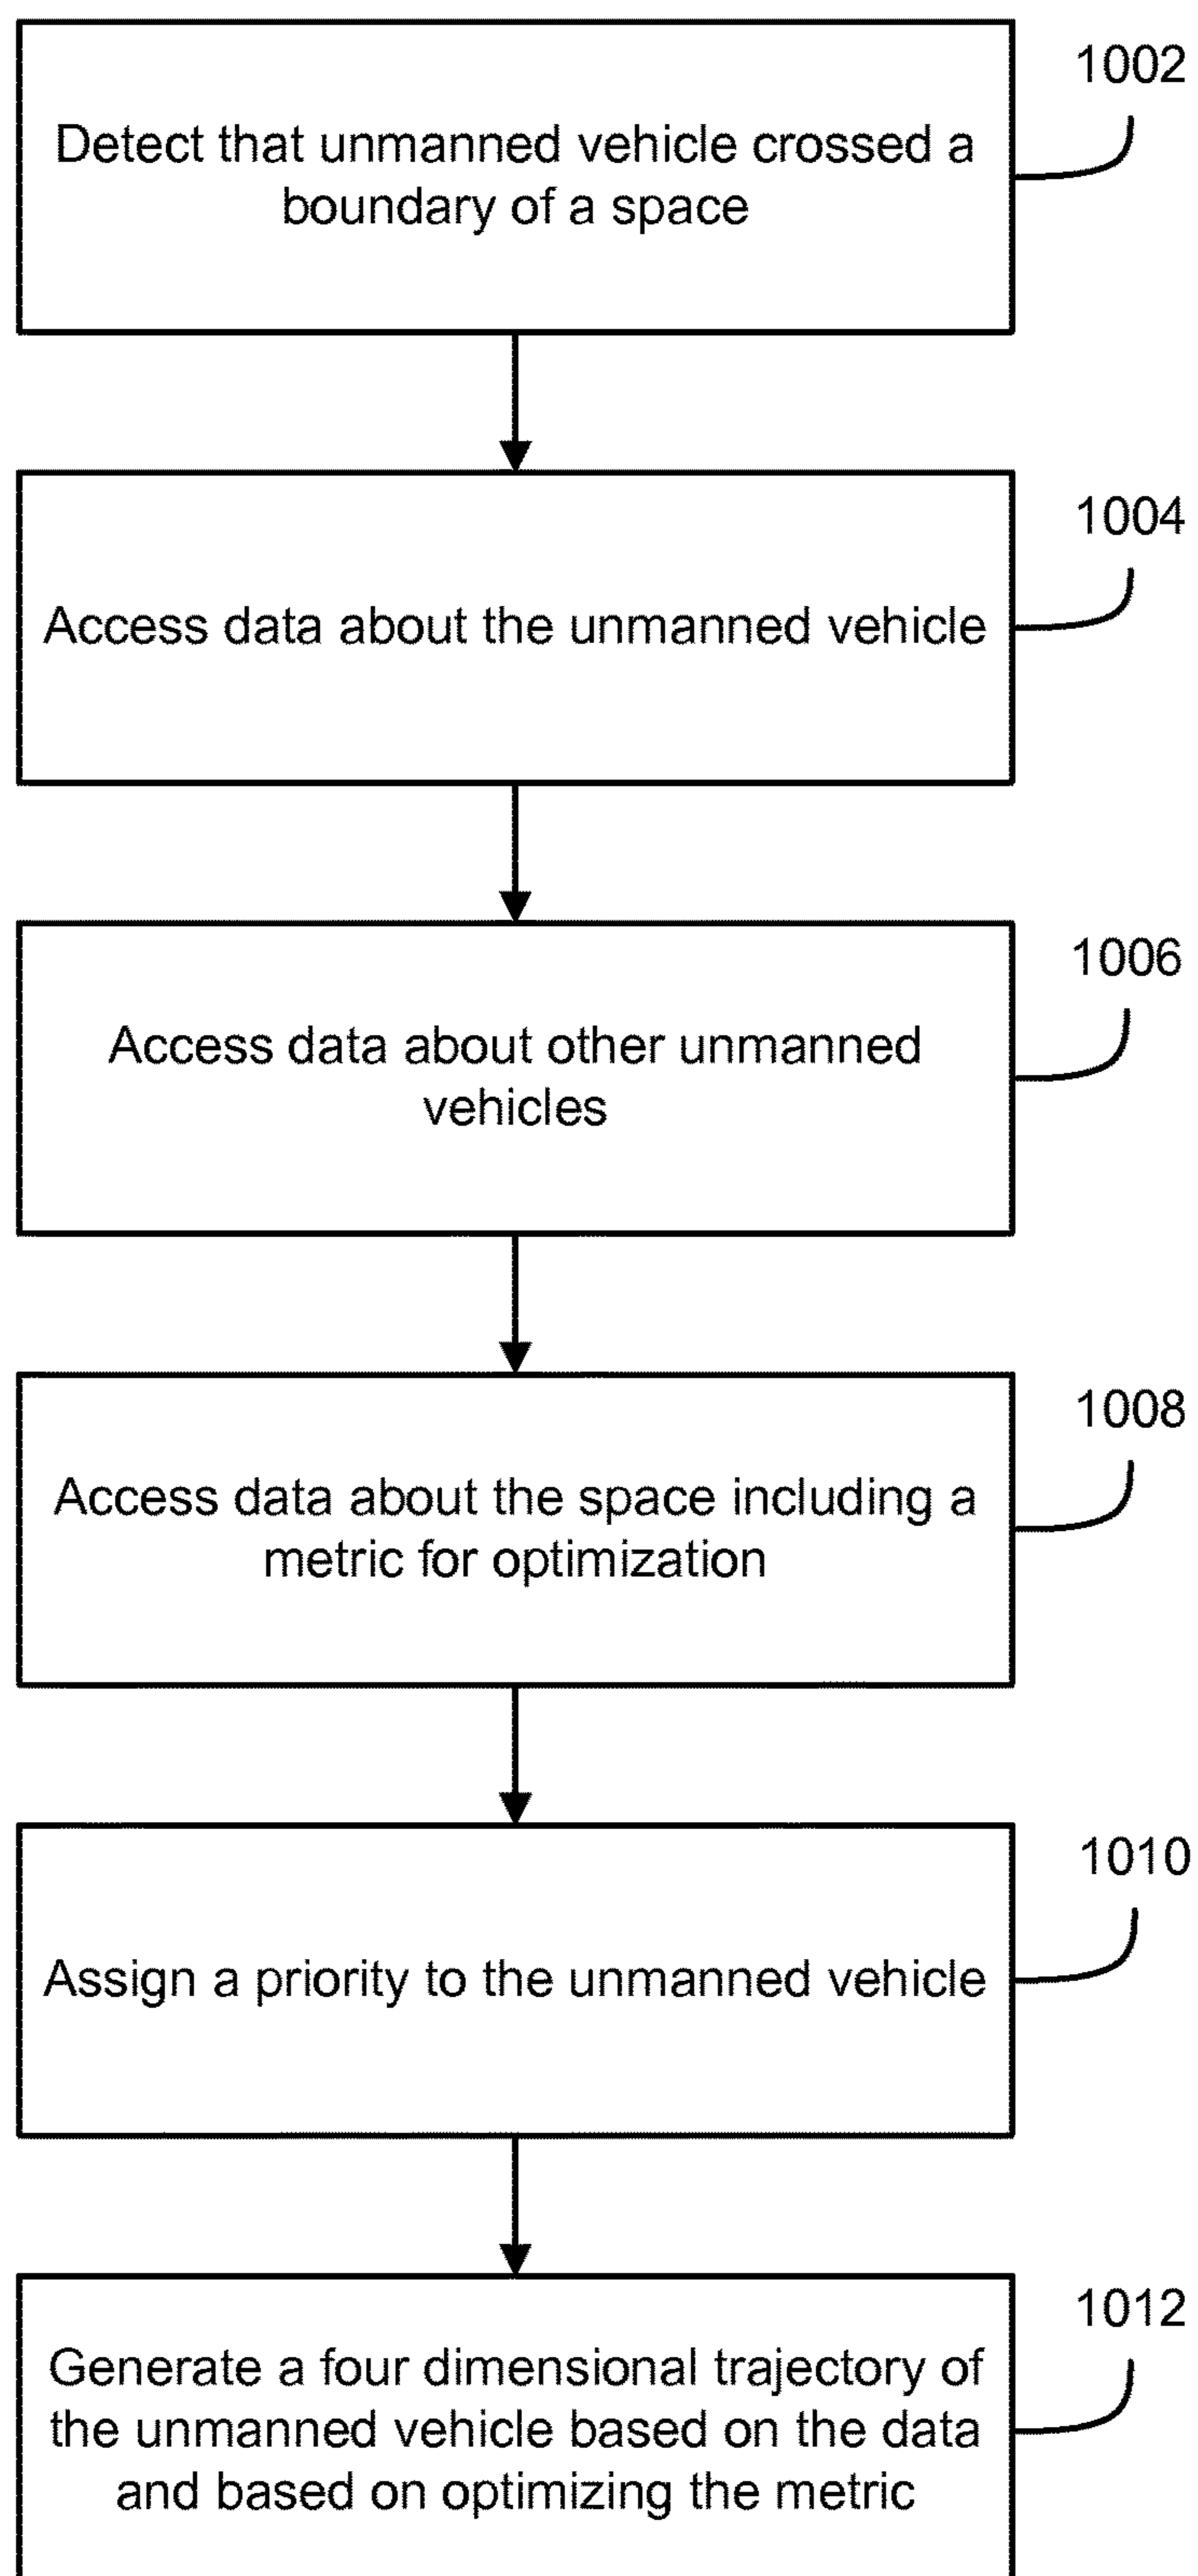 1002
Detect that unmanned vehicle crossed a
boundary of a space
1004
Access data about the unmanned vehicle
1006
Access data about other unmanned
vehicles
1008
Access data about the space including a
metric for optimization
1010
Assign a priority to the unmanned vehicle
1012
Generate a four dimensional trajectory of
the unmanned vehicle based on the data
and based on optimizing the metric